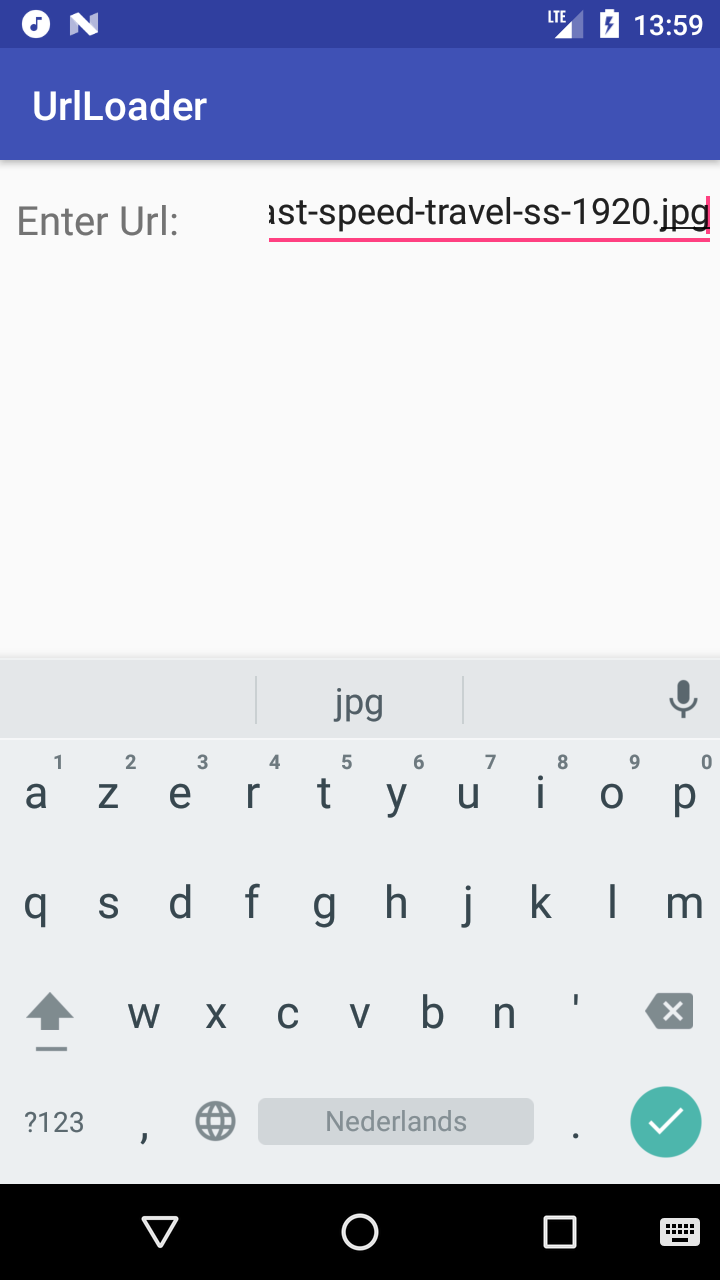 LTE 13:59
UrlLoader
Enter Url: ast-speed-travel-ss-1920.jpg
jpg
1 2 3 4 5 6 7 8 9 0
a z e r t y u i o p
q s d f g h j k l m
w x c v b n '
?123 , Nederlands .